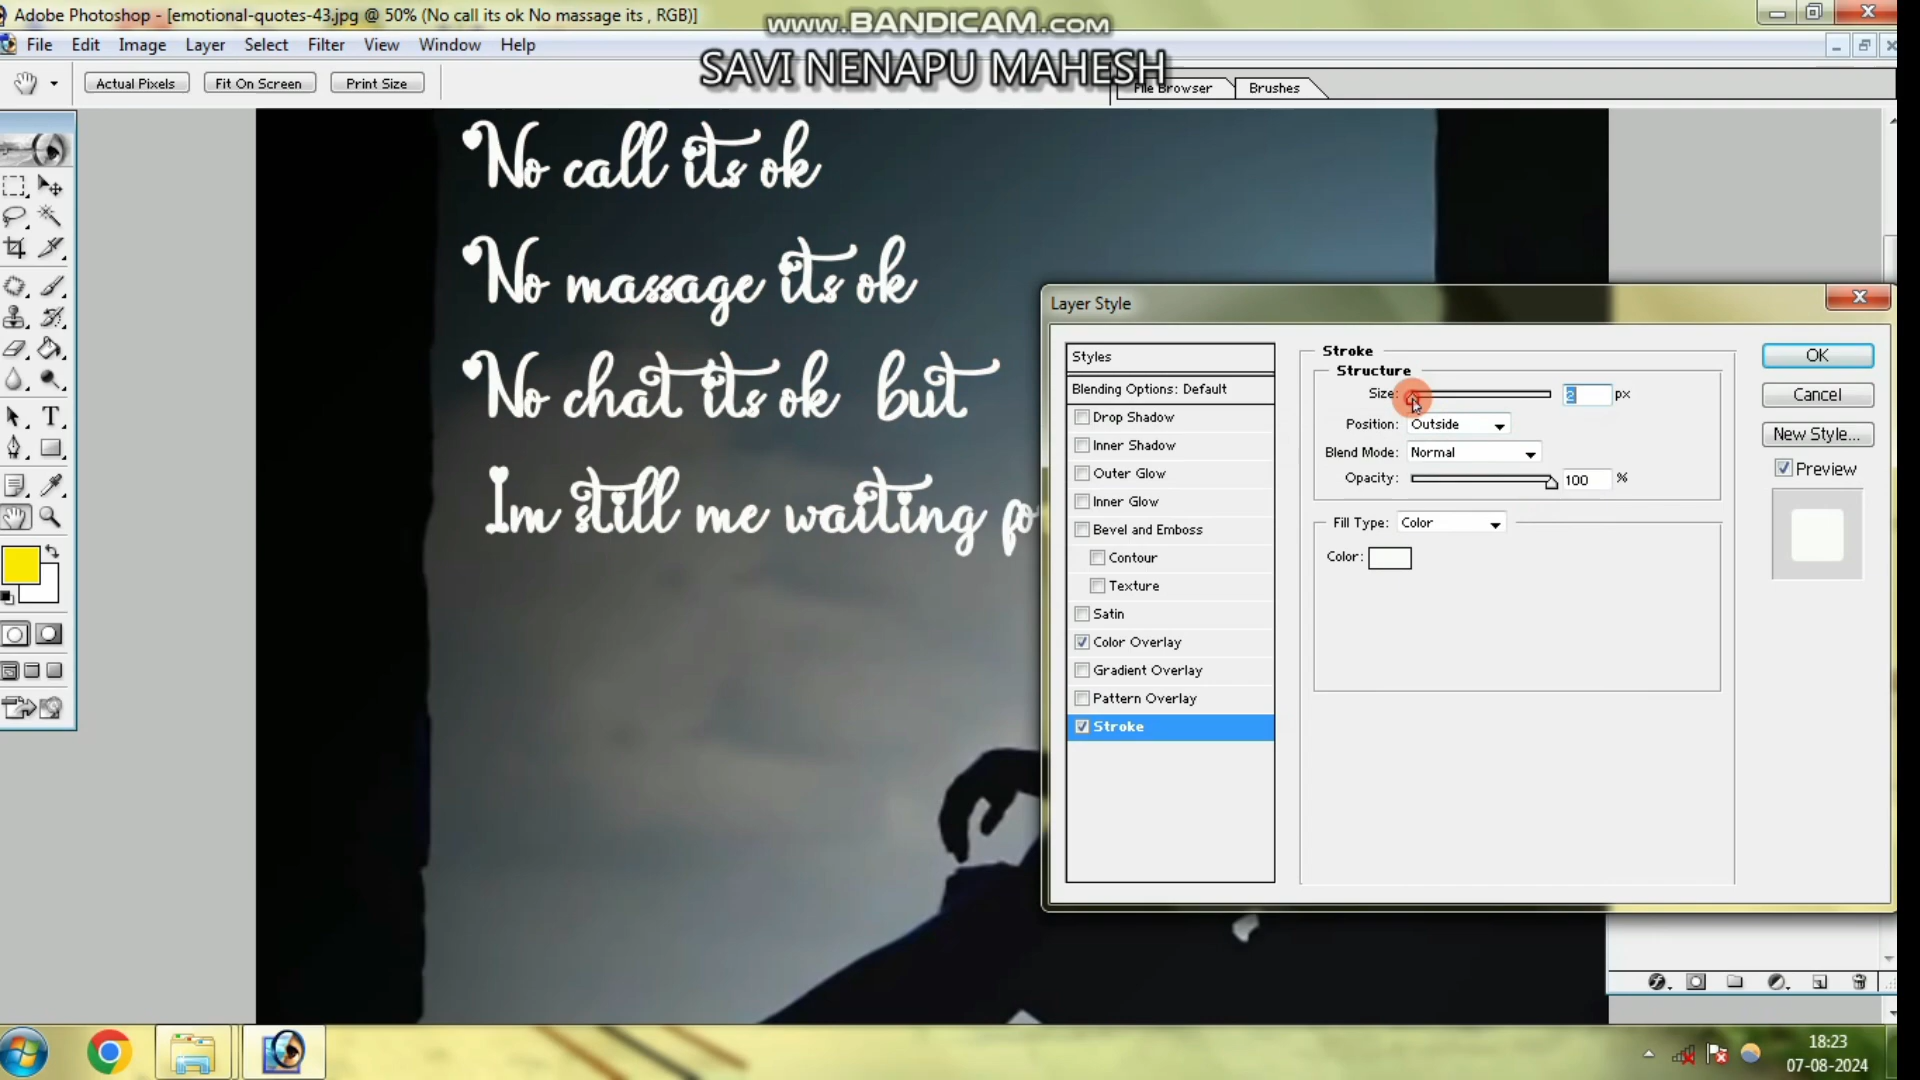 Adobe Photoshop - [emotional-quotes-43.jpg @ 50% (No call its ok No massage its , RGB)]
www.BANDICAM.com
File Edit Image Layer Select Filter View Window Help
SAVI NENAPU MAHESH
Actual Pixels Fit On Screen Print Size
File Browser Brushes
No call its ok
No massage its ok
No chat its ok but
Im still me waiting fo
Layer Style
Styles
Blending Options: Default
Drop Shadow
Inner Shadow
Outer Glow
Inner Glow
Bevel and Emboss
Contour
Texture
Satin
Color Overlay
Gradient Overlay
Pattern Overlay
Stroke
Stroke
Structure
Size: 2 px
Position: Outside
Blend Mode: Normal
Opacity: 100 %
Fill Type: Color
Color:
OK
Cancel
New Style...
Preview
18:23
07-08-2024